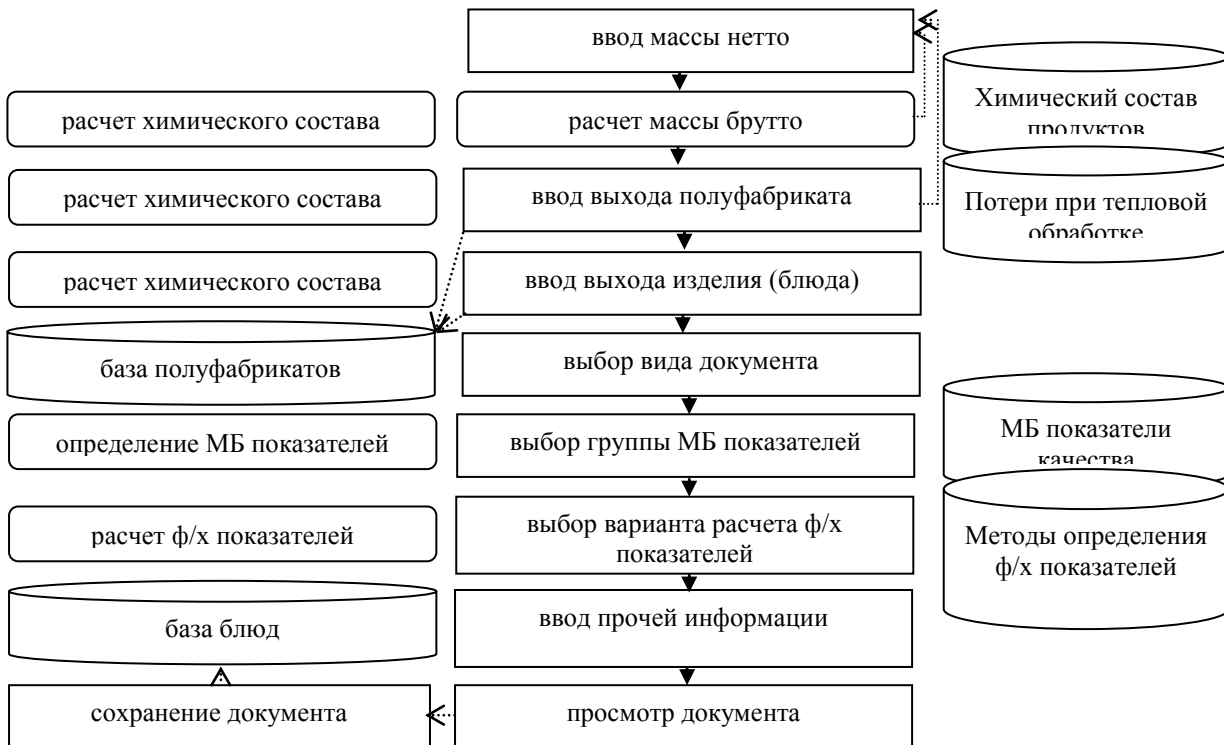 ввод массы нетто
Химический состав
продуктов
расчет химического состава
расчет массы брутто
расчет химического состава
ввод выхода полуфабриката
Потери при тепловой
обработке
расчет химического состава
ввод выхода изделия (блюда)
база полуфабрикатов
выбор вида документа
определение МБ показателей
выбор группы МБ показателей
МБ показатели
качества
расчет ф/х показателей
выбор варианта расчета ф/х
показателей
Методы определения
ф/х показателей
база блюд
ввод прочей информации
сохранение документа
просмотр документа